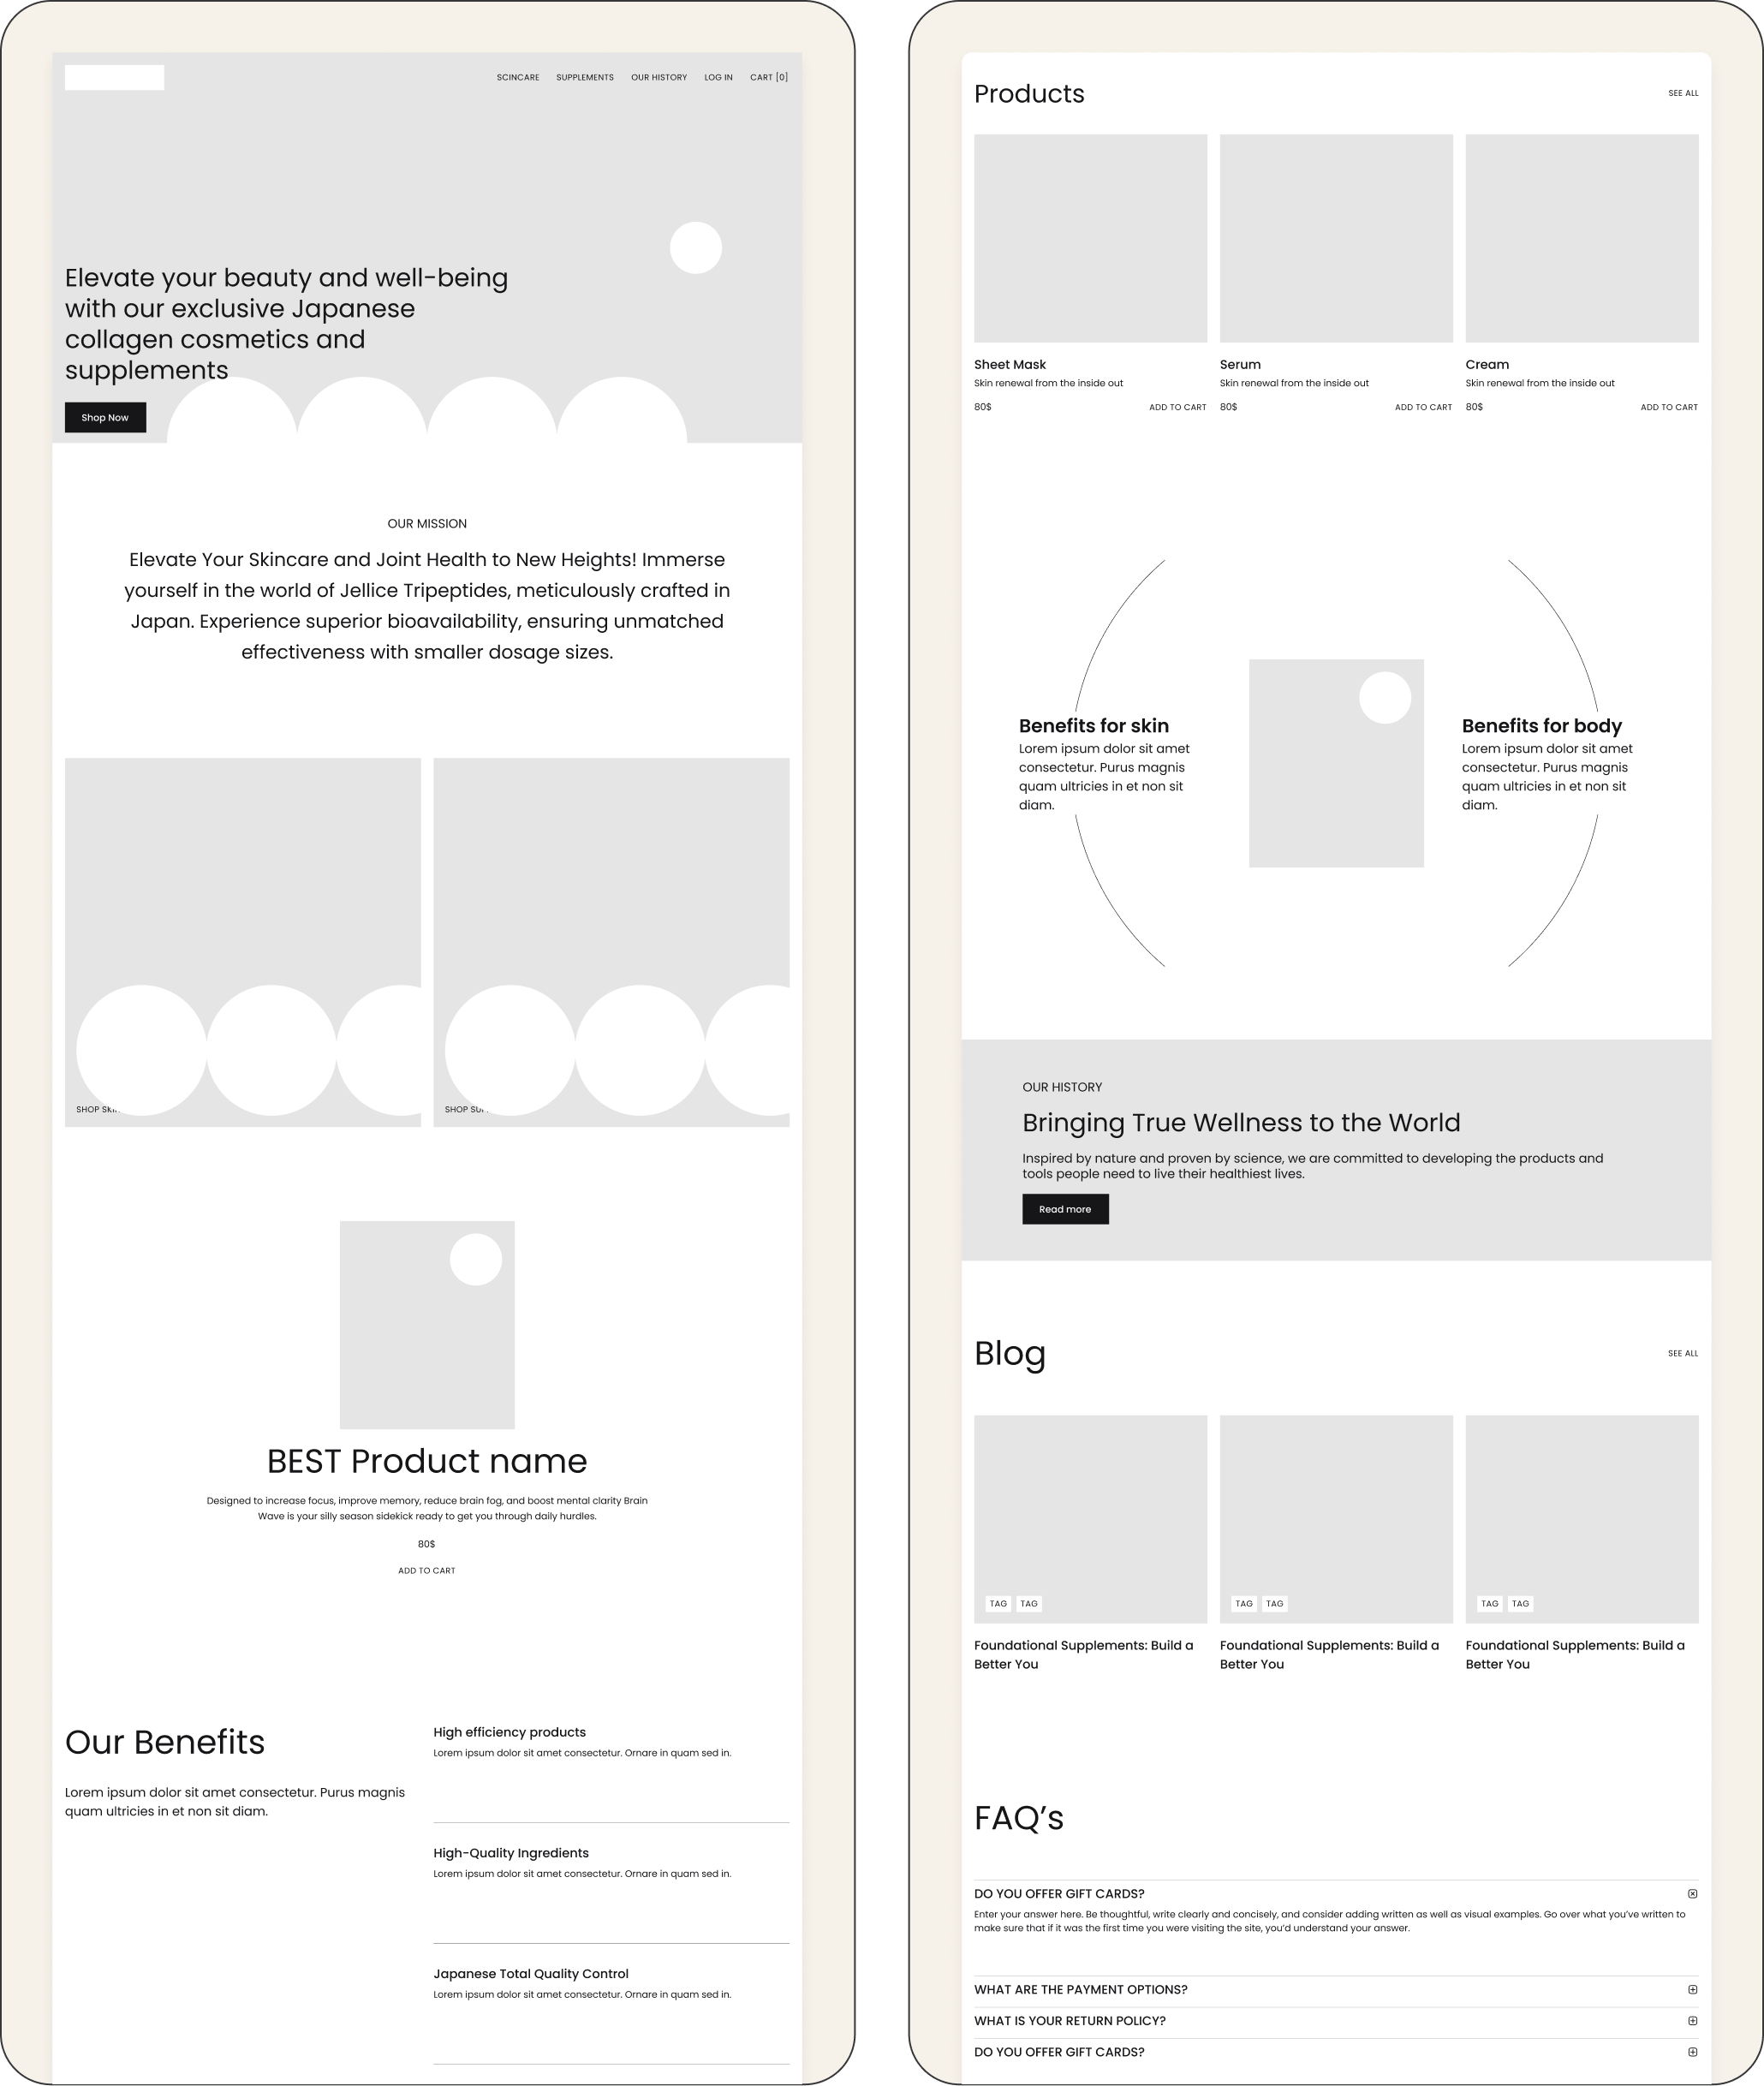 SCINCARE SUPPLEMENTS OUR HISTORY LOG IN CART [0]
Elevate your beauty and well-being
with our exclusive Japanese
collagen cosmetics and
supplements
Shop Now
OUR MISSION
Elevate Your Skincare and Joint Health to New Heights! Immerse
yourself in the world of Jellice Tripeptides, meticulously crafted in
Japan. Experience superior bioavailability, ensuring unmatched
effectiveness with smaller dosage sizes.
SHOP
SHOP
BEST Product name
Designed to increase focus, improve memory, reduce brain fog, and boost mental clarity Brain
Wave is your silly season sidekick ready to get you through daily hurdles.
80$
ADD TO CART
Our Benefits
Lorem ipsum dolor sit amet consectetur. Purus magnis
quam ultricies in et non sit diam.
High efficiency products
Lorem ipsum dolor sit amet consectetur. Ornare in quam sed in.
High-Quality Ingredients
Lorem ipsum dolor sit amet consectetur. Ornare in quam sed in.
Japanese Total Quality Control
Lorem ipsum dolor sit amet consectetur. Ornare in quam sed in.
Products
SEE ALL
Sheet Mask
Skin renewal from the inside out
80$ ADD TO CART
Serum
Skin renewal from the inside out
80$ ADD TO CART
Cream
Skin renewal from the inside out
80$ ADD TO CART
Benefits for skin
Lorem ipsum dolor sit amet
consectetur. Purus magnis
quam ultricies in et non sit
diam.
Benefits for body
Lorem ipsum dolor sit amet
consectetur. Purus magnis
quam ultricies in et non sit
diam.
OUR HISTORY
Bringing True Wellness to the World
Inspired by nature and proven by science, we are committed to developing the products and
tools people need to live their healthiest lives.
Read more
Blog
SEE ALL
TAG TAG
Foundational Supplements: Build a
Better You
TAG TAG
Foundational Supplements: Build a
Better You
TAG TAG
Foundational Supplements: Build a
Better You
FAQ’s
DO YOU OFFER GIFT CARDS?
Enter your answer here. Be thoughtful, write clearly and concisely, and consider adding written as well as visual examples. Go over what you’ve written to
make sure that if it was the first time you were visiting the site, you’d understand your answer.
WHAT ARE THE PAYMENT OPTIONS?
WHAT IS YOUR RETURN POLICY?
DO YOU OFFER GIFT CARDS?